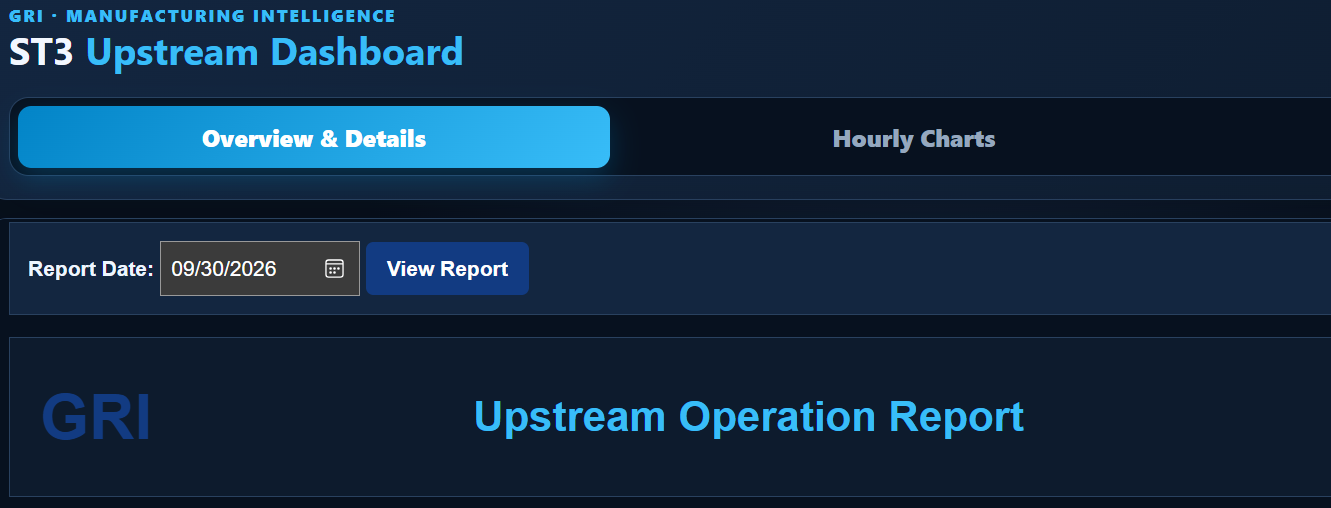 GRI · MANUFACTURING INTELLIGENCE
ST3 Upstream Dashboard
Overview & Details
Hourly Charts
Report Date: 09/30/2026 View Report
GRI
Upstream Operation Report